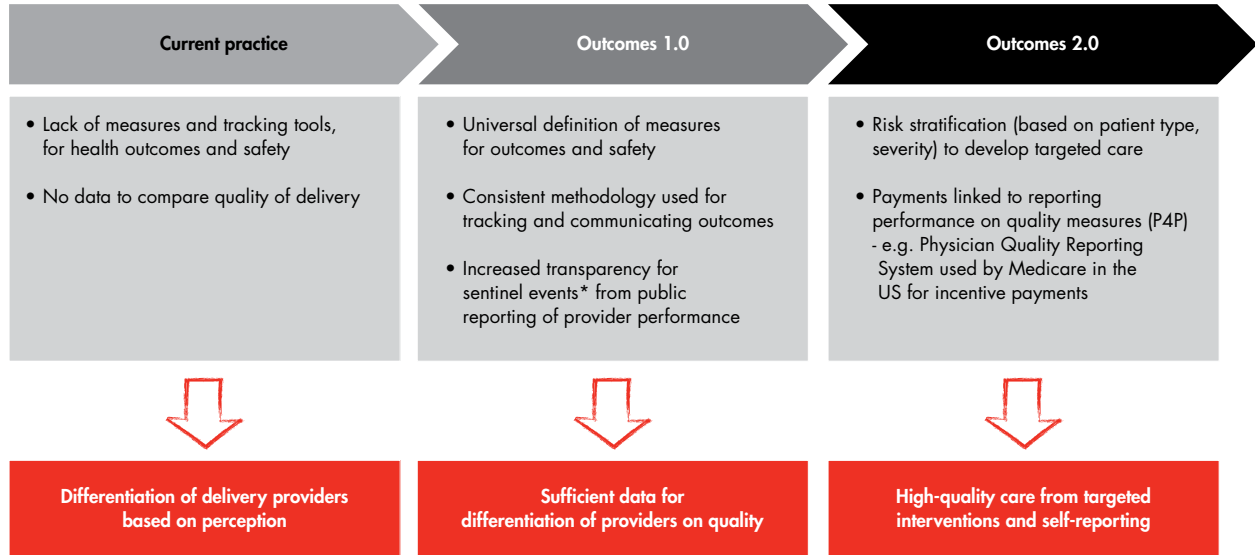 Current practice
Outcomes 1.0
Outcomes 2.0
• Lack of measures and tracking tools,
for health outcomes and safety
• No data to compare quality of delivery
• Universal definition of measures
for outcomes and safety
• Consistent methodology used for
tracking and communicating outcomes
• Increased transparency for
sentinel events* from public
reporting of provider performance
• Risk stratification (based on patient type,
severity) to develop targeted care
• Payments linked to reporting
performance on quality measures (P4P)
- e.g. Physician Quality Reporting
System used by Medicare in the
US for incentive payments
Differentiation of delivery providers
based on perception
Sufficient data for
differentiation of providers on quality
High-quality care from targeted
interventions and self-reporting